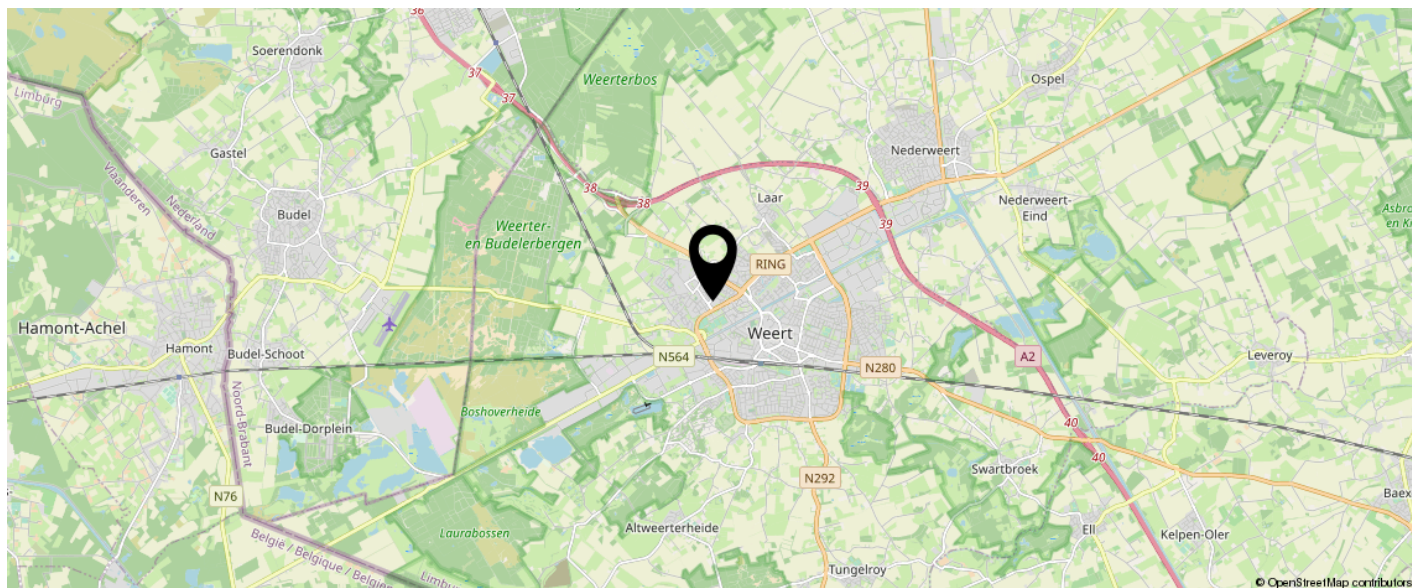 36
Soerendonk
37
37
Weerterbos
Ospel
Limburg
Gastel
Vlaanderen
Nederland
Nederweert
38
38
39
39
Laar
Nederweert-
Eind
Budel
Weerter-
en Budelerbergen
RING
Hamont-Achel
Hamont
Budel-Schoot
Weert
N564
N280
A2
Leveroy
Noord-Brabant
Boshoverheide
Budel-Dorplein
40
40
Swartbroek
N292
N76
Baex
Altweerterheide
Laurabossen
Ell
Kelpen-Oler
België / Belgique / Belgien
Tungelroy
© OpenStreetMap contributors